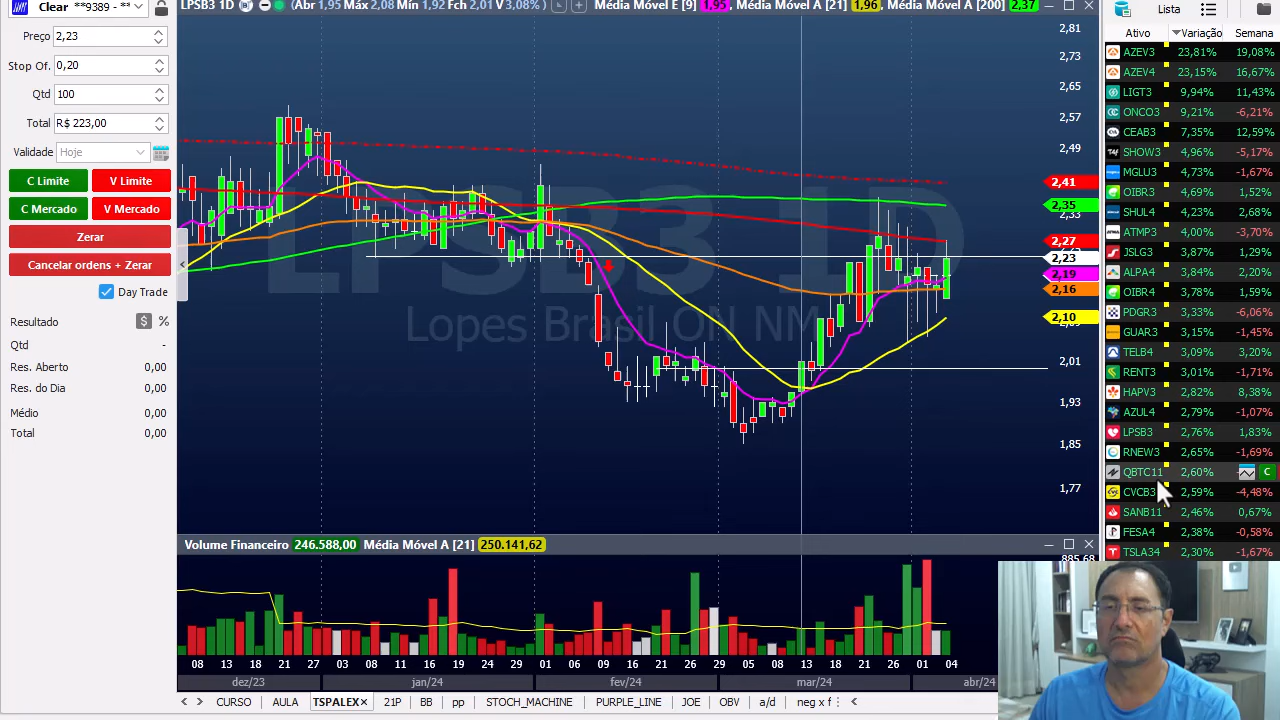 Clear **9389 - **
Preço 2,23
Stop Of. 0,20
Qtd 100
Total R$ 223,00
Validade Hoje
C Limite V Limite
C Mercado V Mercado
Zerar
Cancelar ordens + Zerar
Day Trade
Resultado $ %
Qtd -
Res. Aberto 0,00
Res. do Dia 0,00
Médio 0,00
Total 0,00
LPSB3 1D Abr 1,95 Máx 2,08 Mín 1,92 Fch 2,01 3,08% Média Móvel E [9] 1,95, Média Móvel A [21] 1,96, Média Móvel A [200] 2,37
LPSB3 1D
Lopes Brasil ON NM
2,81
2,73
2,65
2,57
2,49
2,41
2,35
2,33
2,27
2,23
2,19
2,16
2,10
2,01
1,93
1,85
1,77
Volume Financeiro 246.588,00 Média Móvel A [21] 250.141,62
885,68
08 13 18 21 27 03 08 11 16 19 24 29 01 06 09 16 21 26 29 05 08 13 18 21 26 01 04
dez/23 jan/24 fev/24 mar/24 abr/24
CURSO AULA TSPALEX× 21P BB pp STOCH_MACHINE PURPLE_LINE JOE OBV a/d neg x f
Lista
Ativo Variação Semana
AZEV3 23,81% 19,08%
AZEV4 23,15% 16,67%
LIGT3 9,94% 11,43%
ONCO3 9,21% -6,21%
CEAB3 7,35% 12,59%
SHOW3 4,96% -5,17%
MGLU3 4,73% -1,67%
OIBR3 4,69% 1,52%
SHUL4 4,23% 2,68%
ATMP3 4,00% -3,70%
JSLG3 3,87% 1,29%
ALPA4 3,84% 2,20%
OIBR4 3,78% 1,59%
PDGR3 3,33% -6,06%
GUAR3 3,15% -1,45%
TELB4 3,09% 3,20%
RENT3 3,01% -1,71%
HAPV3 2,82% 8,38%
AZUL4 2,79% -1,07%
LPSB3 2,76% 1,83%
RNEW3 2,65% -1,69%
QBTC11 2,60% C
CVCB3 2,59% -4,48%
SANB11 2,46% 0,67%
FESA4 2,38% -0,58%
TSLA34 2,30% -1,67%